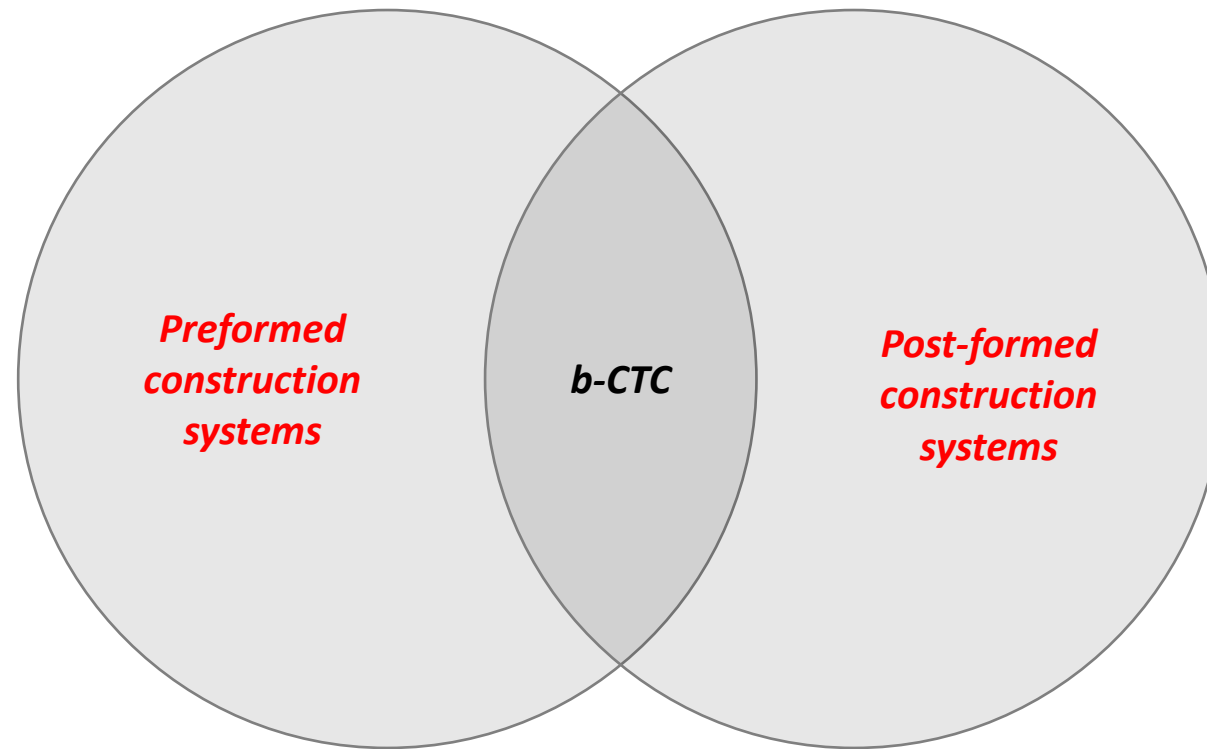 Preformed
construction
systems
b-CTC
Post-formed
construction
systems